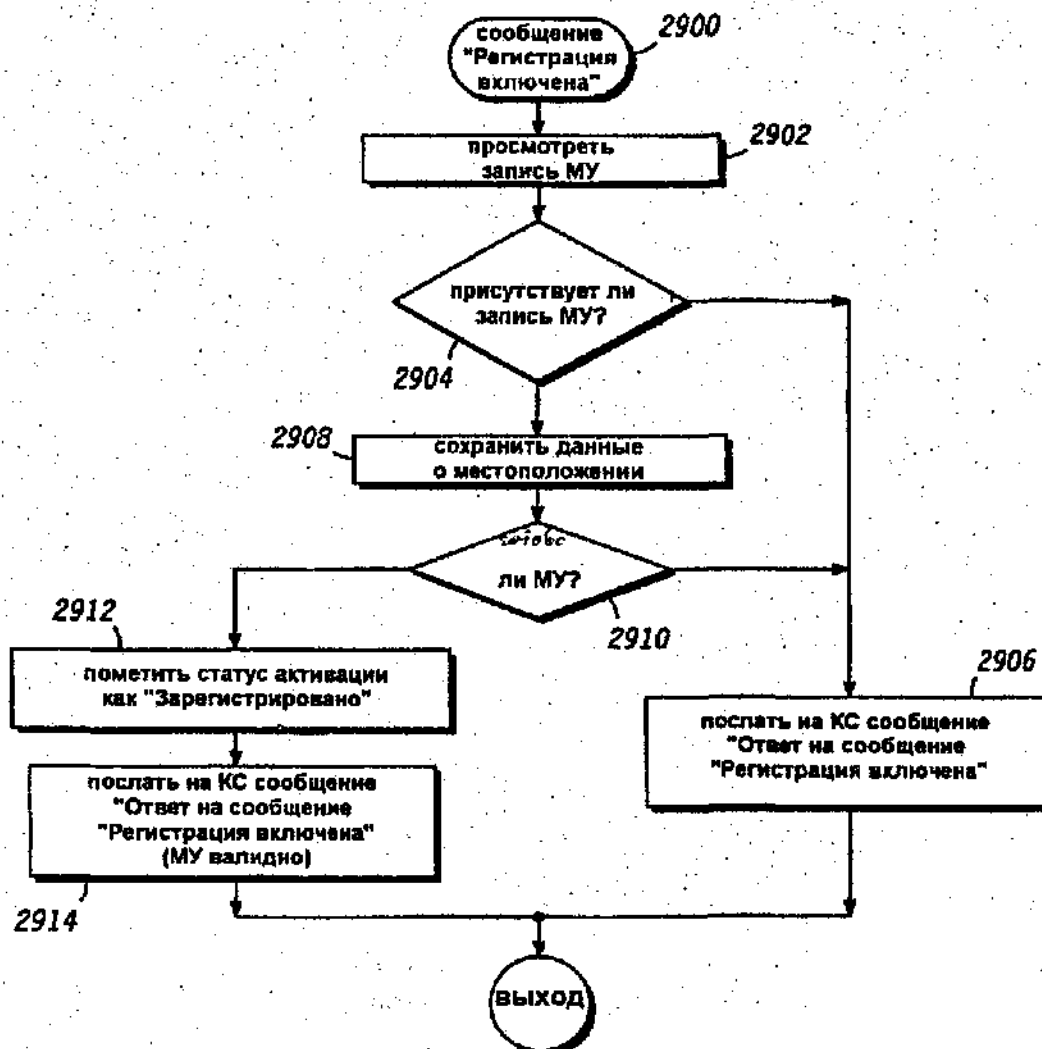 сообщение
"Регистрация
включена"
2900
просмотреть
запись МУ
2902
присутствует ли
запись МУ?
2904
2908
сохранить данные
о местоположении
ли МУ?
2910
2912
пометить статус активации
как "Зарегистрировано"
2906
послать на КС сообщение
"Ответ на сообщение
"Регистрация включена"
послать на КС сообщение
"Ответ на сообщение
"Регистрация включена"
(МУ валидно)
2914
ВЫХОД